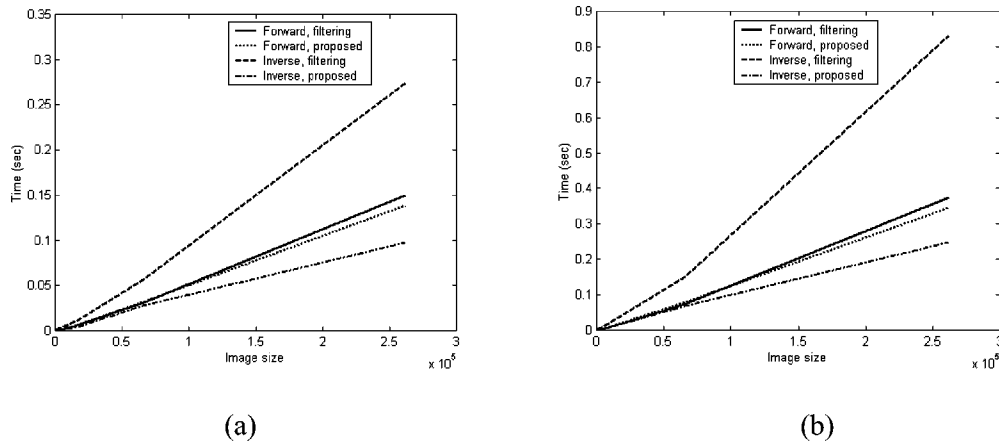 0.35
0.3
0.25
0.2
0.15
0.1
0.05
0
Time (sec)
Forward, filtering
Forward, proposed
Inverse, filtering
Inverse, proposed
0 0.5 1 1.5 2 2.5 3
Image size
x 10^5
(a)
0.9
0.8
0.7
0.6
0.5
0.4
0.3
0.2
0.1
0
Time (sec)
Forward, filtering
Forward, proposed
Inverse, filtering
Inverse, proposed
0 0.5 1 1.5 2 2.5 3
Image size
x 10^5
(b)